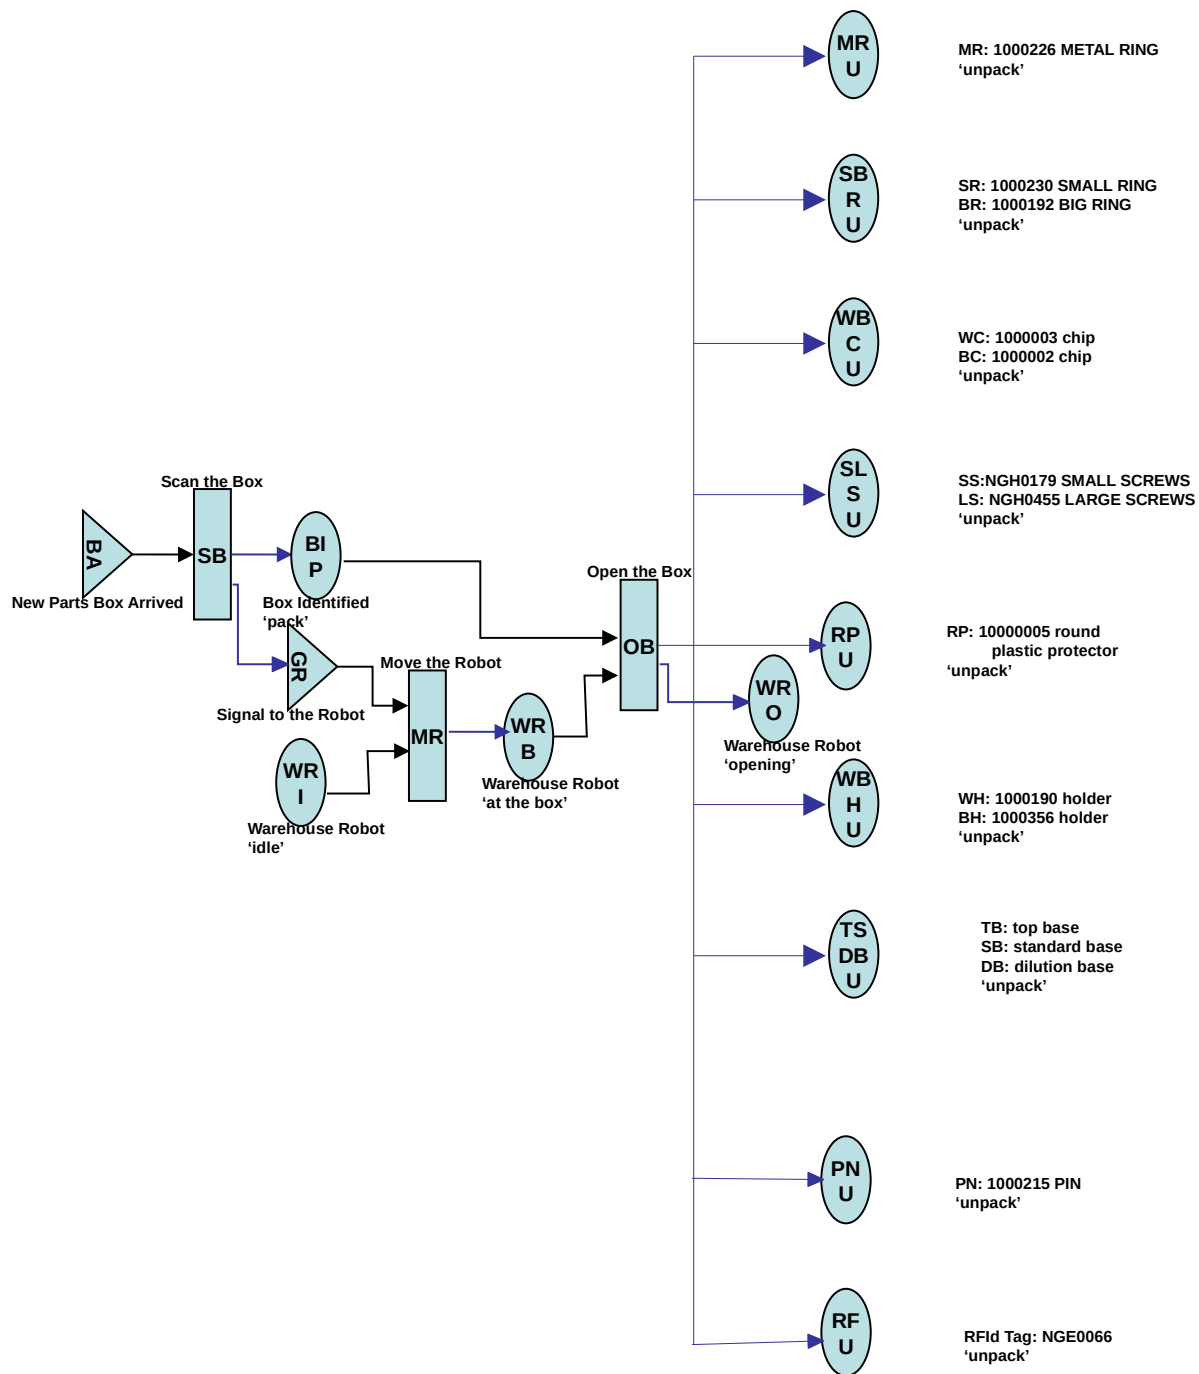 MR
U
MR: 1000226 METAL RING
‘unpack’
SB
R
U
SR: 1000230 SMALL RING
BR: 1000192 BIG RING
‘unpack’
WB
C
U
WC: 1000003 chip
BC: 1000002 chip
‘unpack’
SL
S
U
SS:NGH0179 SMALL SCREWS
LS: NGH0455 LARGE SCREWS
‘unpack’
Scan the Box
BA
SB
BI
P
New Parts Box Arrived
Box Identified
‘pack’
Open the Box
OB
RP
U
RP: 10000005 round
plastic protector
‘unpack’
GR
Signal to the Robot
Move the Robot
MR
WR
I
Warehouse Robot
‘idle’
WR
B
Warehouse Robot
‘at the box’
WR
O
Warehouse Robot
‘opening’
WB
H
U
WH: 1000190 holder
BH: 1000356 holder
‘unpack’
TS
DB
U
TB: top base
SB: standard base
DB: dilution base
‘unpack’
PN
U
PN: 1000215 PIN
‘unpack’
RF
U
RFId Tag: NGE0066
‘unpack’